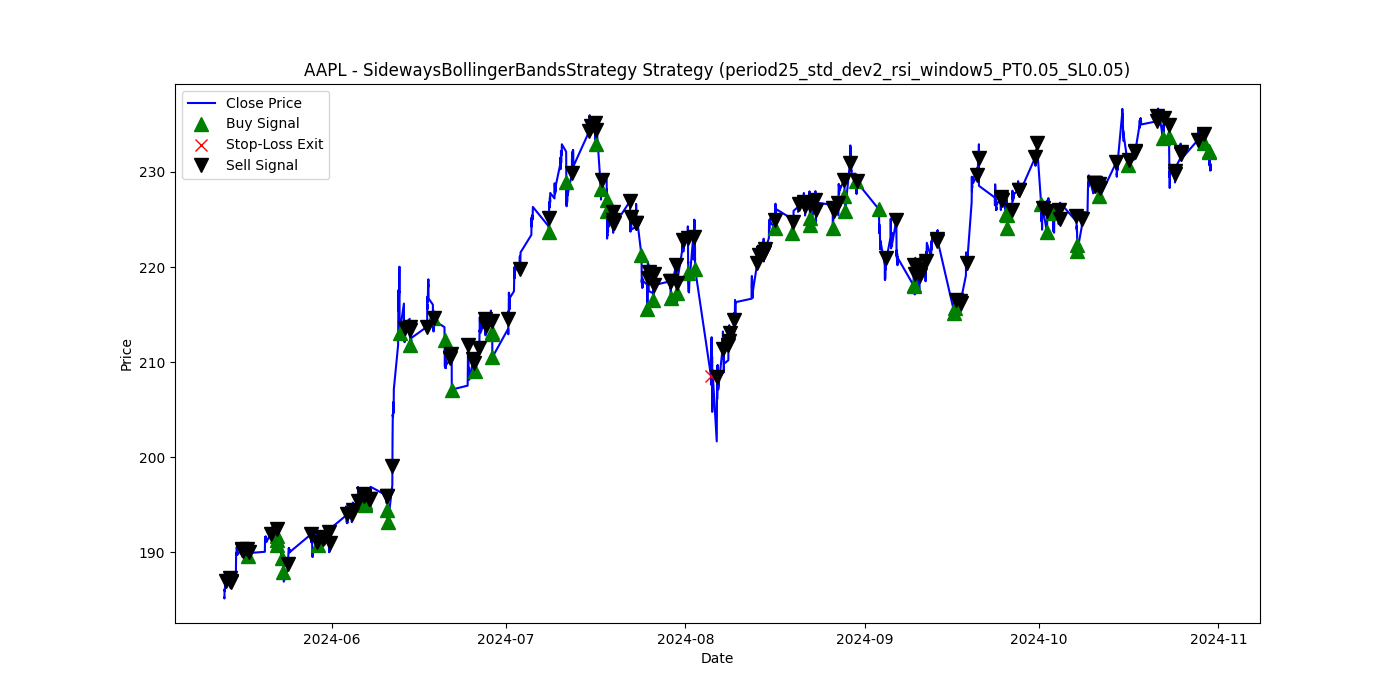 AAPL - SidewaysBollingerBandsStrategy Strategy (period25_std_dev2_rsi_window5_PT0.05_SL0.05)
Close Price
Buy Signal
Stop-Loss Exit
Sell Signal
Price
230
220
210
200
190
2024-06
2024-07
2024-08
2024-09
2024-10
2024-11
Date